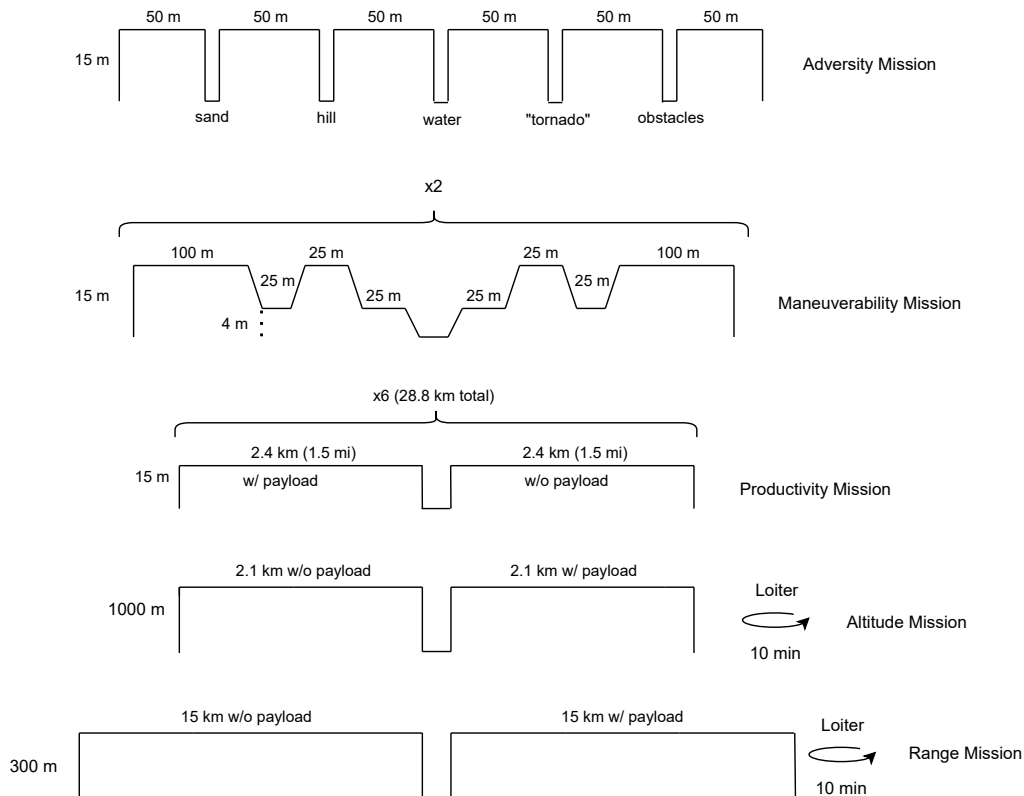 50 m 50 m 50 m 50 m 50 m 50 m
15 m
Adversity Mission
sand hill water "tornado" obstacles
x2
100 m 25 m 25 m 100 m
25 m 25 m
15 m 25 m 25 m
Maneuverability Mission
4 m
x6 (28.8 km total)
2.4 km (1.5 mi) 2.4 km (1.5 mi)
15 m w/ payload w/o payload
Productivity Mission
2.1 km w/o payload 2.1 km w/ payload
Loiter
1000 m
Altitude Mission
10 min
15 km w/o payload 15 km w/ payload
Loiter
Range Mission
300 m
10 min